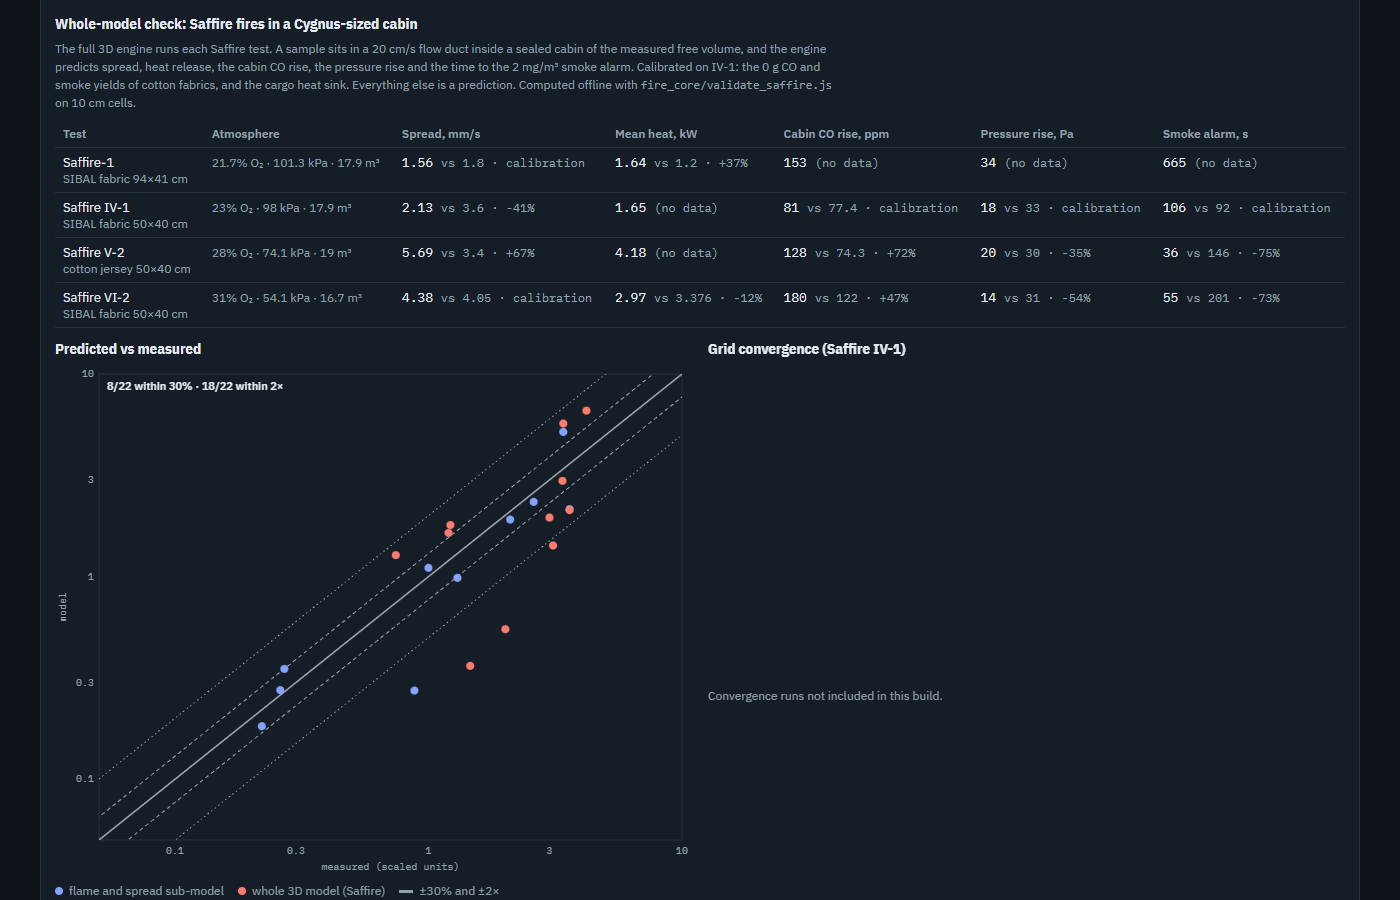 Whole-model check: Saffire fires in a Cygnus-sized cabin
The full 3D engine runs each Saffire test. A sample sits in a 20 cm/s flow duct inside a sealed cabin of the measured free volume, and the engine
predicts spread, heat release, the cabin CO rise, the pressure rise and the time to the 2 mg/m³ smoke alarm. Calibrated on IV-1: the 0 g CO and
smoke yields of cotton fabrics, and the cargo heat sink. Everything else is a prediction. Computed offline with fire_core/validate_saffire.js
on 10 cm cells.
Test Atmosphere Spread, mm/s Mean heat, kW Cabin CO rise, ppm Pressure rise, Pa Smoke alarm, s
Saffire-1 21.7% O₂ · 101.3 kPa · 17.9 m³ 1.56 vs 1.8 · calibration 1.64 vs 1.2 · +37% 153 (no data) 34 (no data) 665 (no data)
SIBAL fabric 94×41 cm
Saffire IV-1 23% O₂ · 98 kPa · 17.9 m³ 2.13 vs 3.6 · -41% 1.65 (no data) 81 vs 77.4 · calibration 18 vs 33 · calibration 106 vs 92 · calibration
SIBAL fabric 50×40 cm
Saffire V-2 28% O₂ · 74.1 kPa · 19 m³ 5.69 vs 3.4 · +67% 4.18 (no data) 128 vs 74.3 · +72% 20 vs 30 · -35% 36 vs 146 · -75%
cotton jersey 50×40 cm
Saffire VI-2 31% O₂ · 54.1 kPa · 16.7 m³ 4.38 vs 4.05 · calibration 2.97 vs 3.376 · -12% 180 vs 122 · +47% 14 vs 31 · -54% 55 vs 201 · -73%
SIBAL fabric 50×40 cm
Predicted vs measured
10
8/22 within 30% · 18/22 within 2×
3
1
model
0.3
0.1
0.1 0.3 1 3 10
measured (scaled units)
flame and spread sub-model whole 3D model (Saffire) ±30% and ±2×
Grid convergence (Saffire IV-1)
Convergence runs not included in this build.